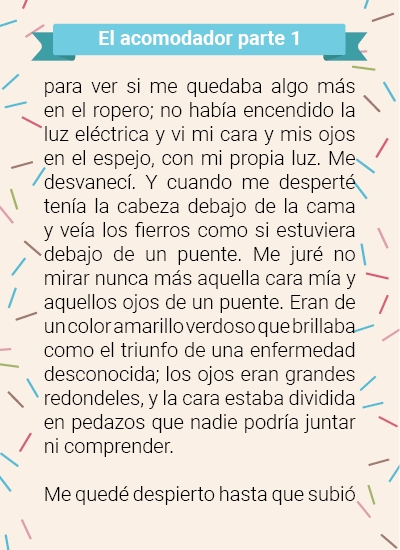 El acomodador parte 1
para ver si me quedaba algo más
en el ropero; no había encendido la
luz eléctrica y vi mi cara y mis ojos
en el espejo, con mi propia luz. Me
desvanecí. Y cuando me desperté
tenía la cabeza debajo de la cama
y veía los fierros como si estuviera
debajo de un puente. Me juré no
mirar nunca más aquella cara mía y
aquellos ojos de un puente. Eran de
un color amarillo verdoso que brillaba
como el triunfo de una enfermedad
desconocida; los ojos eran grandes
redondeles, y la cara estaba dividida
en pedazos que nadie podría juntar
ni comprender.
Me quedé despierto hasta que subió